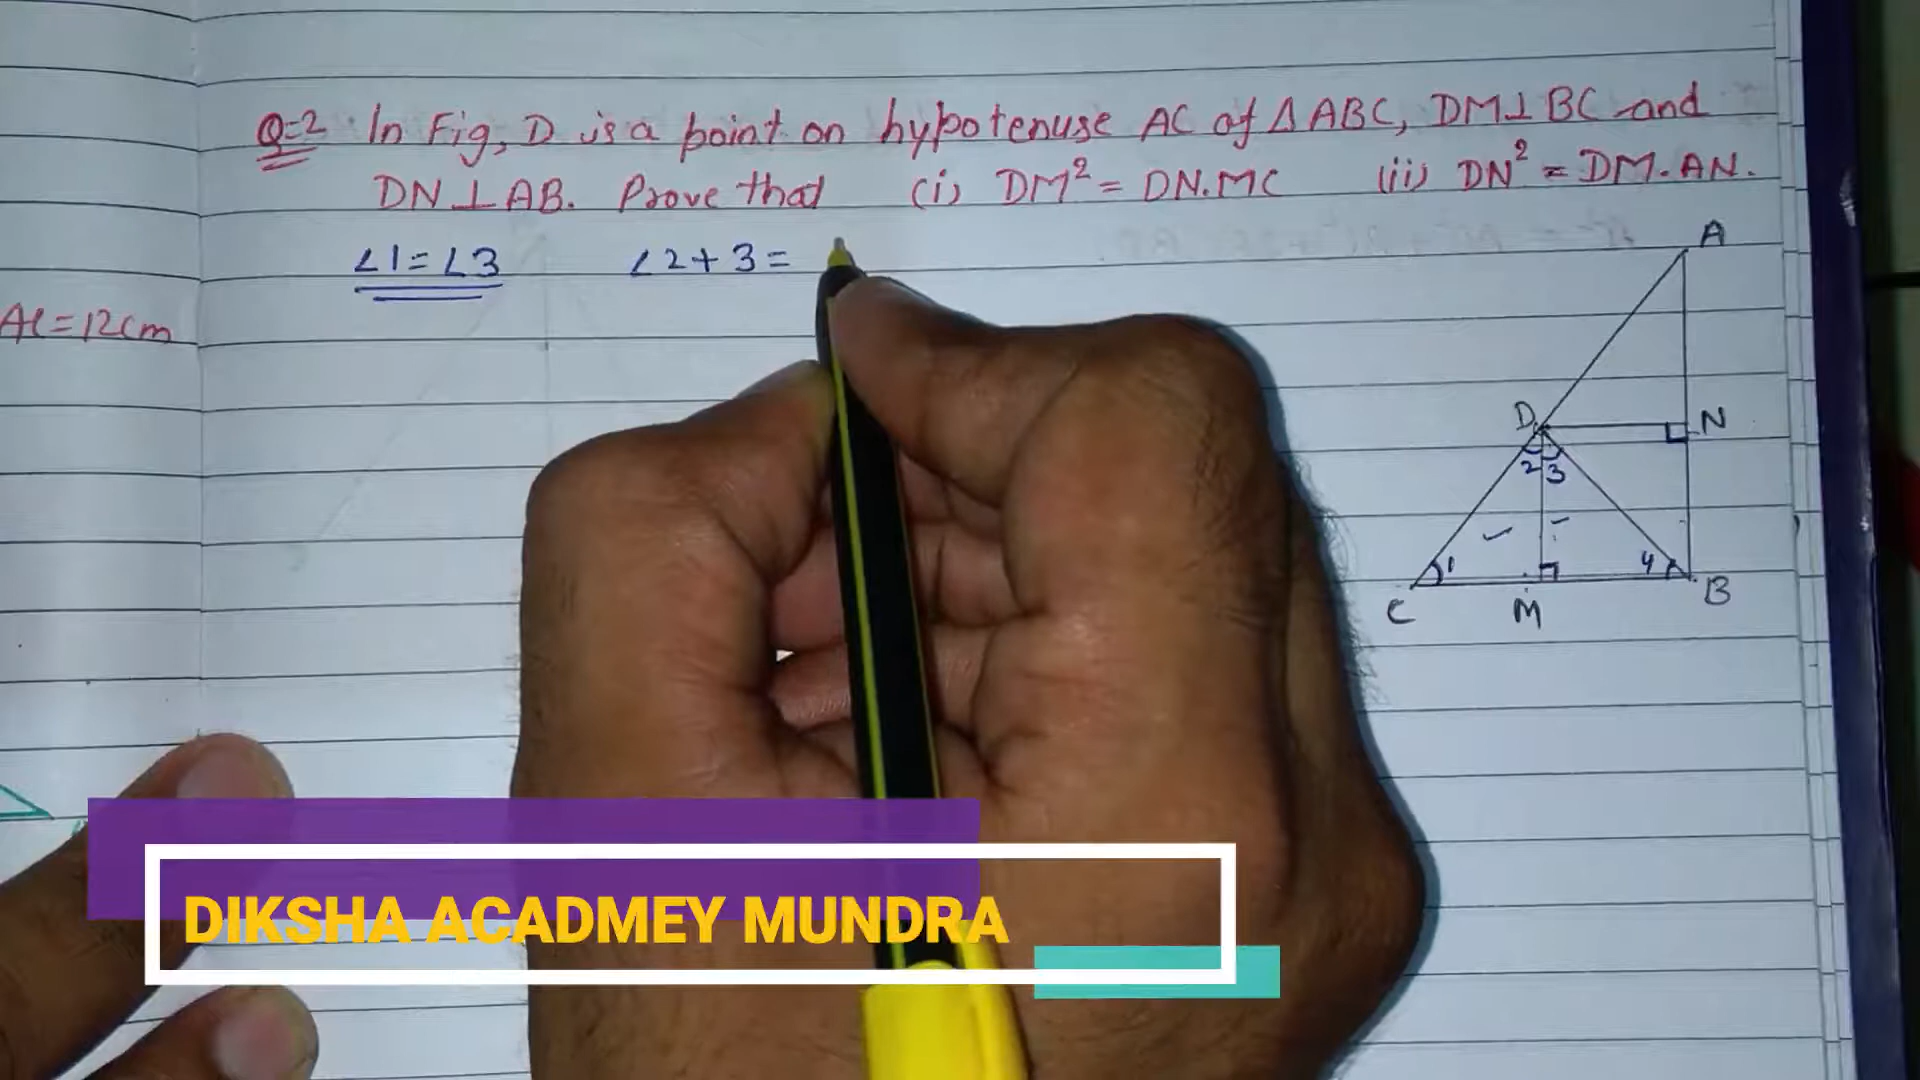 Q=2 In Fig, D is a point on hypotenuse AC of ΔABC, DM⊥BC and
DN⊥AB. Prove that (i) DM² = DN.MC (ii) DN² = DM.AN.
∠1=∠3 ∠2+3=
AC=12cm
A
D
N
2 3
1
4
C
M
B
DIKSHA ACADMEY MUNDRA